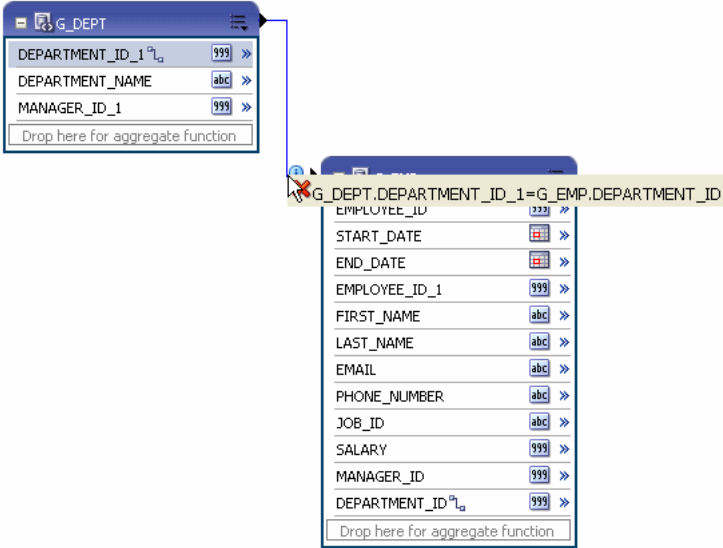 G_DEPT
DEPARTMENT_ID_1 999
DEPARTMENT_NAME abc
MANAGER_ID_1 999
Drop here for aggregate function
G_DEPT.DEPARTMENT_ID_1=G_EMP.DEPARTMENT_ID
EMPLOYEE_ID 999
START_DATE
END_DATE
EMPLOYEE_ID_1 999
FIRST_NAME abc
LAST_NAME abc
EMAIL abc
PHONE_NUMBER abc
JOB_ID abc
SALARY 999
MANAGER_ID 999
DEPARTMENT_ID 999
Drop here for aggregate function